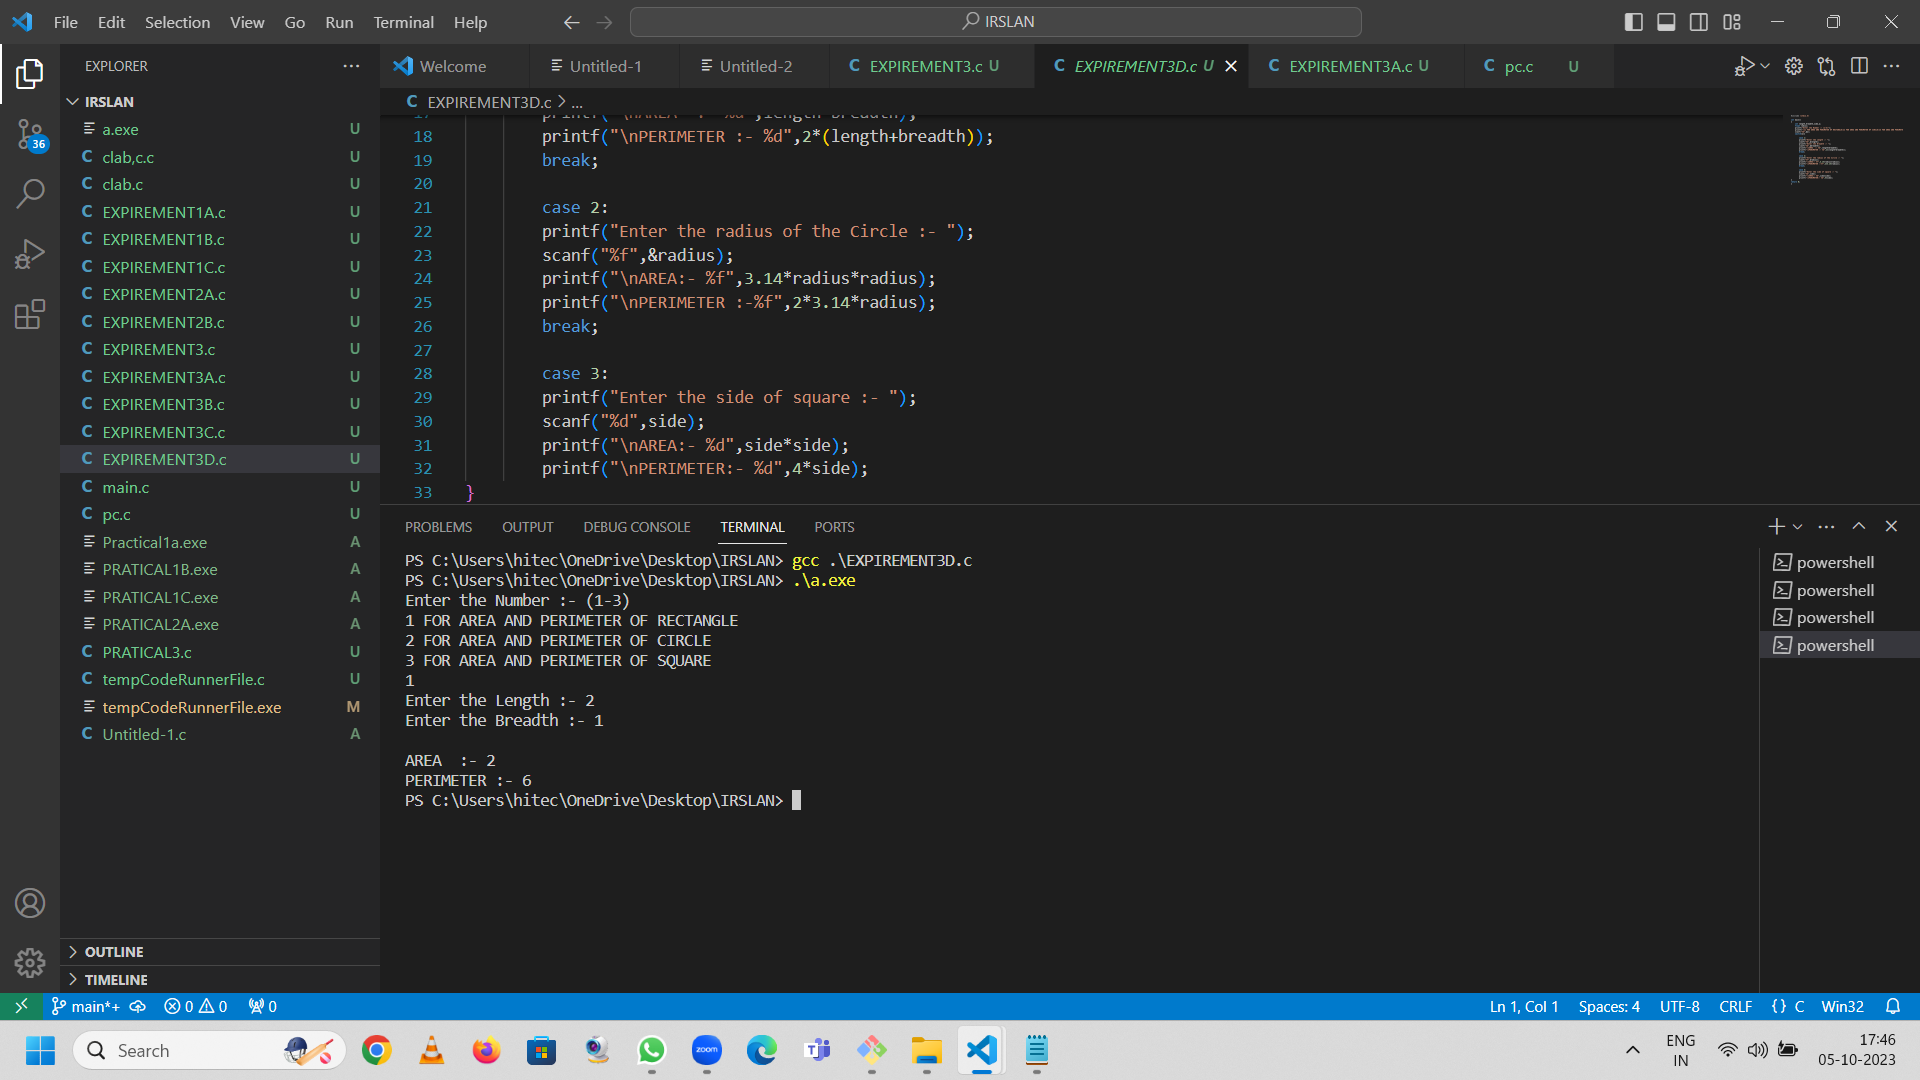 File Edit Selection View Go Run Terminal Help
IRSLAN
EXPLORER
Welcome
Untitled-1
Untitled-2
C EXPIREMENT3.c U
C EXPIREMENT3D.c U
C EXPIREMENT3A.c U
C pc.c U
C EXPIREMENT3D.c > ...
36
IRSLAN
a.exe U
C clab,c.c U
C clab.c U
C EXPIREMENT1A.c U
C EXPIREMENT1B.c U
C EXPIREMENT1C.c U
C EXPIREMENT2A.c U
C EXPIREMENT2B.c U
C EXPIREMENT3.c U
C EXPIREMENT3A.c U
C EXPIREMENT3B.c U
C EXPIREMENT3C.c U
C EXPIREMENT3D.c U
C main.c U
C pc.c U
Practical1a.exe A
PRATICAL1B.exe A
PRATICAL1C.exe A
PRATICAL2A.exe A
C PRATICAL3.c U
C tempCodeRunnerFile.c U
tempCodeRunnerFile.exe M
C Untitled-1.c A
OUTLINE
TIMELINE
18 printf("\nPERIMETER :- %d",2*(length+breadth));
19 break;
20
21 case 2:
22 printf("Enter the radius of the Circle :- ");
23 scanf("%f",&radius);
24 printf("\nAREA:- %f",3.14*radius*radius);
25 printf("\nPERIMETER :-%f",2*3.14*radius);
26 break;
27
28 case 3:
29 printf("Enter the side of square :- ");
30 scanf("%d",side);
31 printf("\nAREA:- %d",side*side);
32 printf("\nPERIMETER:- %d",4*side);
33 }
PROBLEMS OUTPUT DEBUG CONSOLE TERMINAL PORTS
PS C:\Users\hitec\OneDrive\Desktop\IRSLAN> gcc .\EXPIREMENT3D.c
PS C:\Users\hitec\OneDrive\Desktop\IRSLAN> .\a.exe
Enter the Number :- (1-3)
1 FOR AREA AND PERIMETER OF RECTANGLE
2 FOR AREA AND PERIMETER OF CIRCLE
3 FOR AREA AND PERIMETER OF SQUARE
1
Enter the Length :- 2
Enter the Breadth :- 1
AREA  :- 2
PERIMETER :- 6
PS C:\Users\hitec\OneDrive\Desktop\IRSLAN>
powershell
powershell
powershell
powershell
main*+ 0 0 0
Ln 1, Col 1 Spaces: 4 UTF-8 CRLF {} C Win32
Search
zoom
ENG
IN
17:46
05-10-2023